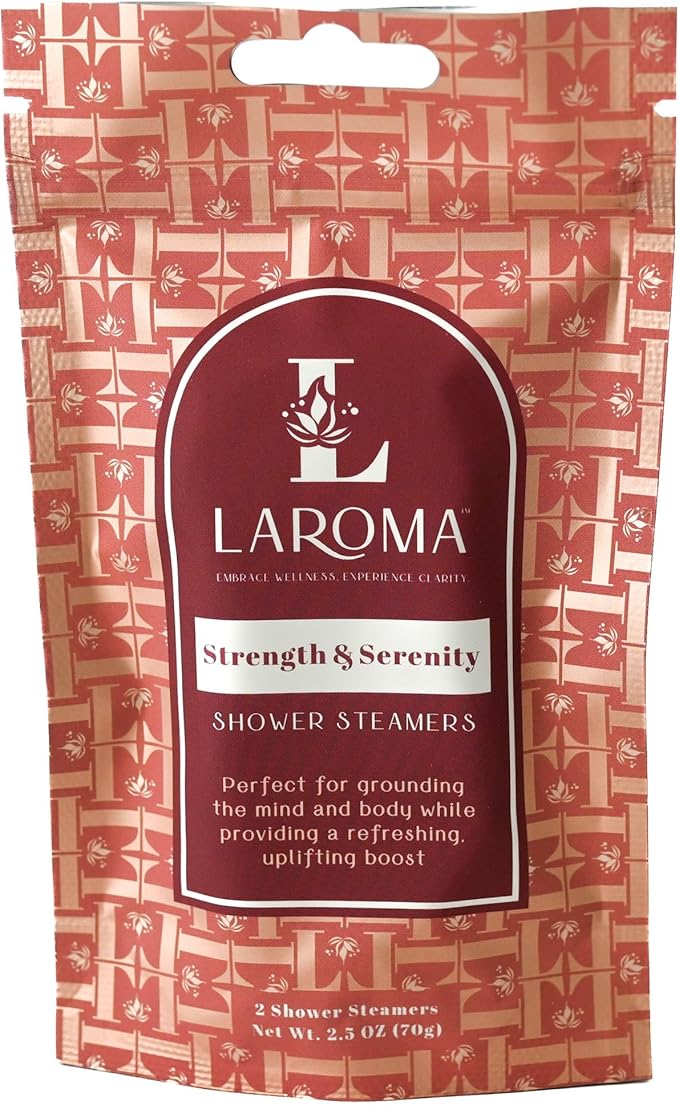 L
LAROMA™
EMBRACE WELLNESS, EXPERIENCE CLARITY.
Strength & Serenity
SHOWER STEAMERS
Perfect for grounding
the mind and body while
providing a refreshing,
uplifting boost
2 Shower Steamers
Net Wt. 2.5 OZ (70g)